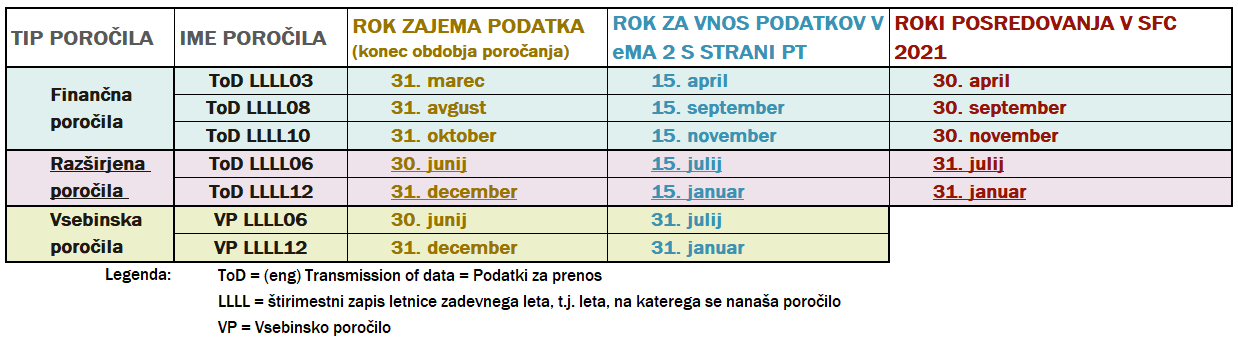 TIP POROČILA IME POROČILA ROK ZAJEMA PODATKA (konec obdobja poročanja) ROK ZA VNOS PODATKOV V eMA 2 S STRANI PT ROKI POSREDOVANJA V SFC 2021
Finančna poročila
ToD LLLL03 31. marec 15. april 30. april
ToD LLLL08 31. avgust 15. september 30. september
ToD LLLL10 31. oktober 15. november 30. november
Razširjena poročila
ToD LLLL06 30. junij 15. julij 31. julij
ToD LLLL12 31. december 15. januar 31. januar
Vsebinska poročila
VP LLLL06 30. junij 31. julij
VP LLLL12 31. december 31. januar
Legenda: ToD = (eng) Transmission of data = Podatki za prenos
LLLL = štirimestni zapis letnice zadevnega leta, t.j. leta, na katerega se nanaša poročilo
VP = Vsebinsko poročilo